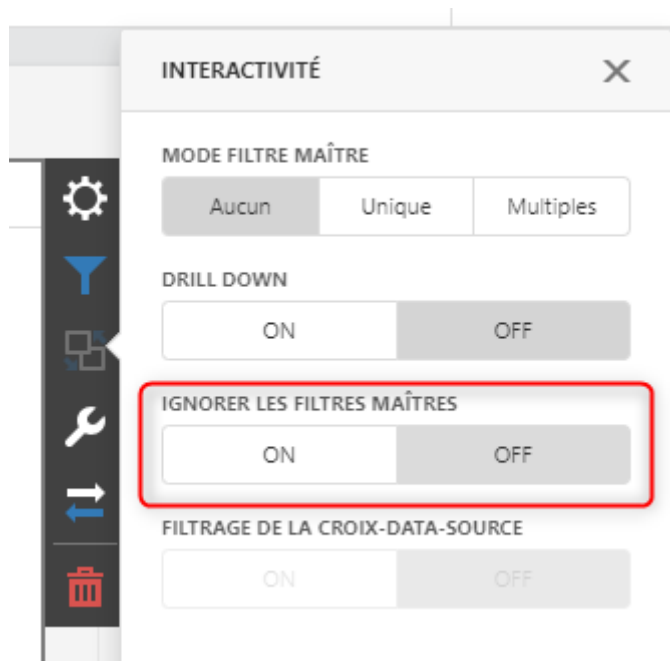 INTERACTIVITÉ
MODE FILTRE MAÎTRE
Aucun Unique Multiples
DRILL DOWN
ON OFF
IGNORER LES FILTRES MAÎTRES
ON OFF
FILTRAGE DE LA CROIX-DATA-SOURCE
ON OFF